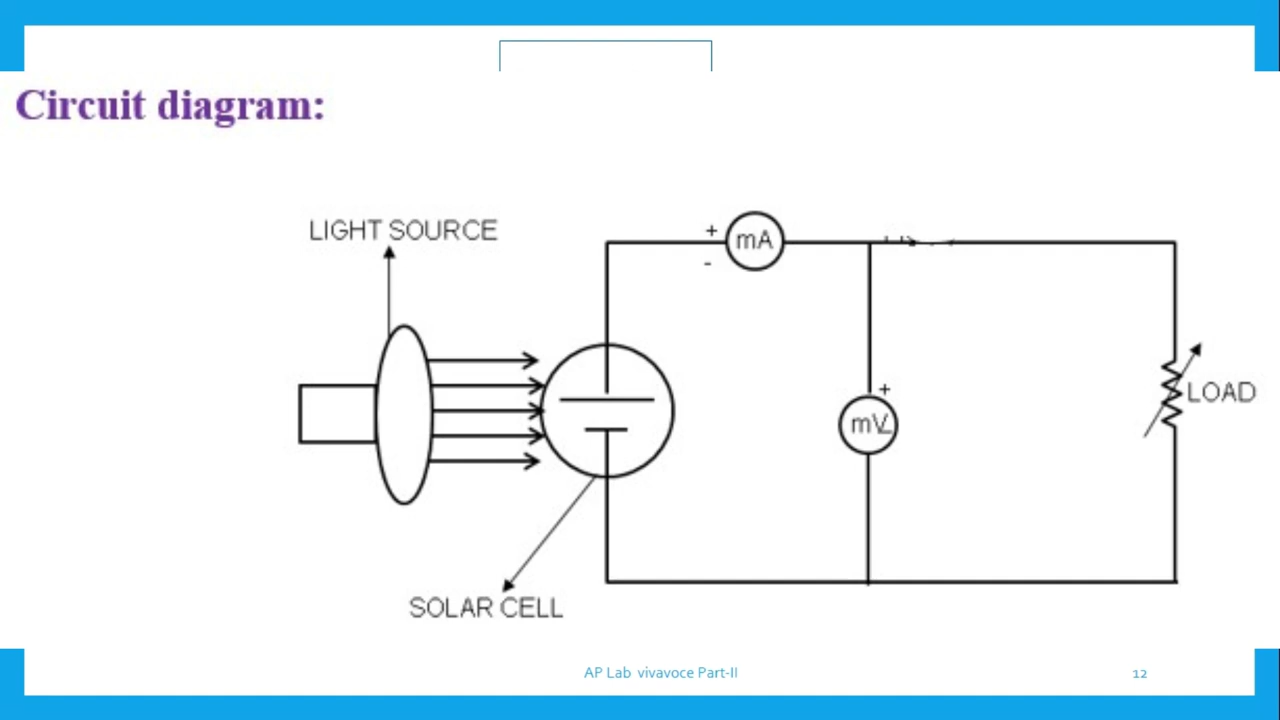 Circuit diagram:
LIGHT SOURCE
+
mA
-
+
mV
LOAD
SOLAR CELL
AP Lab vivavoce Part-II
12